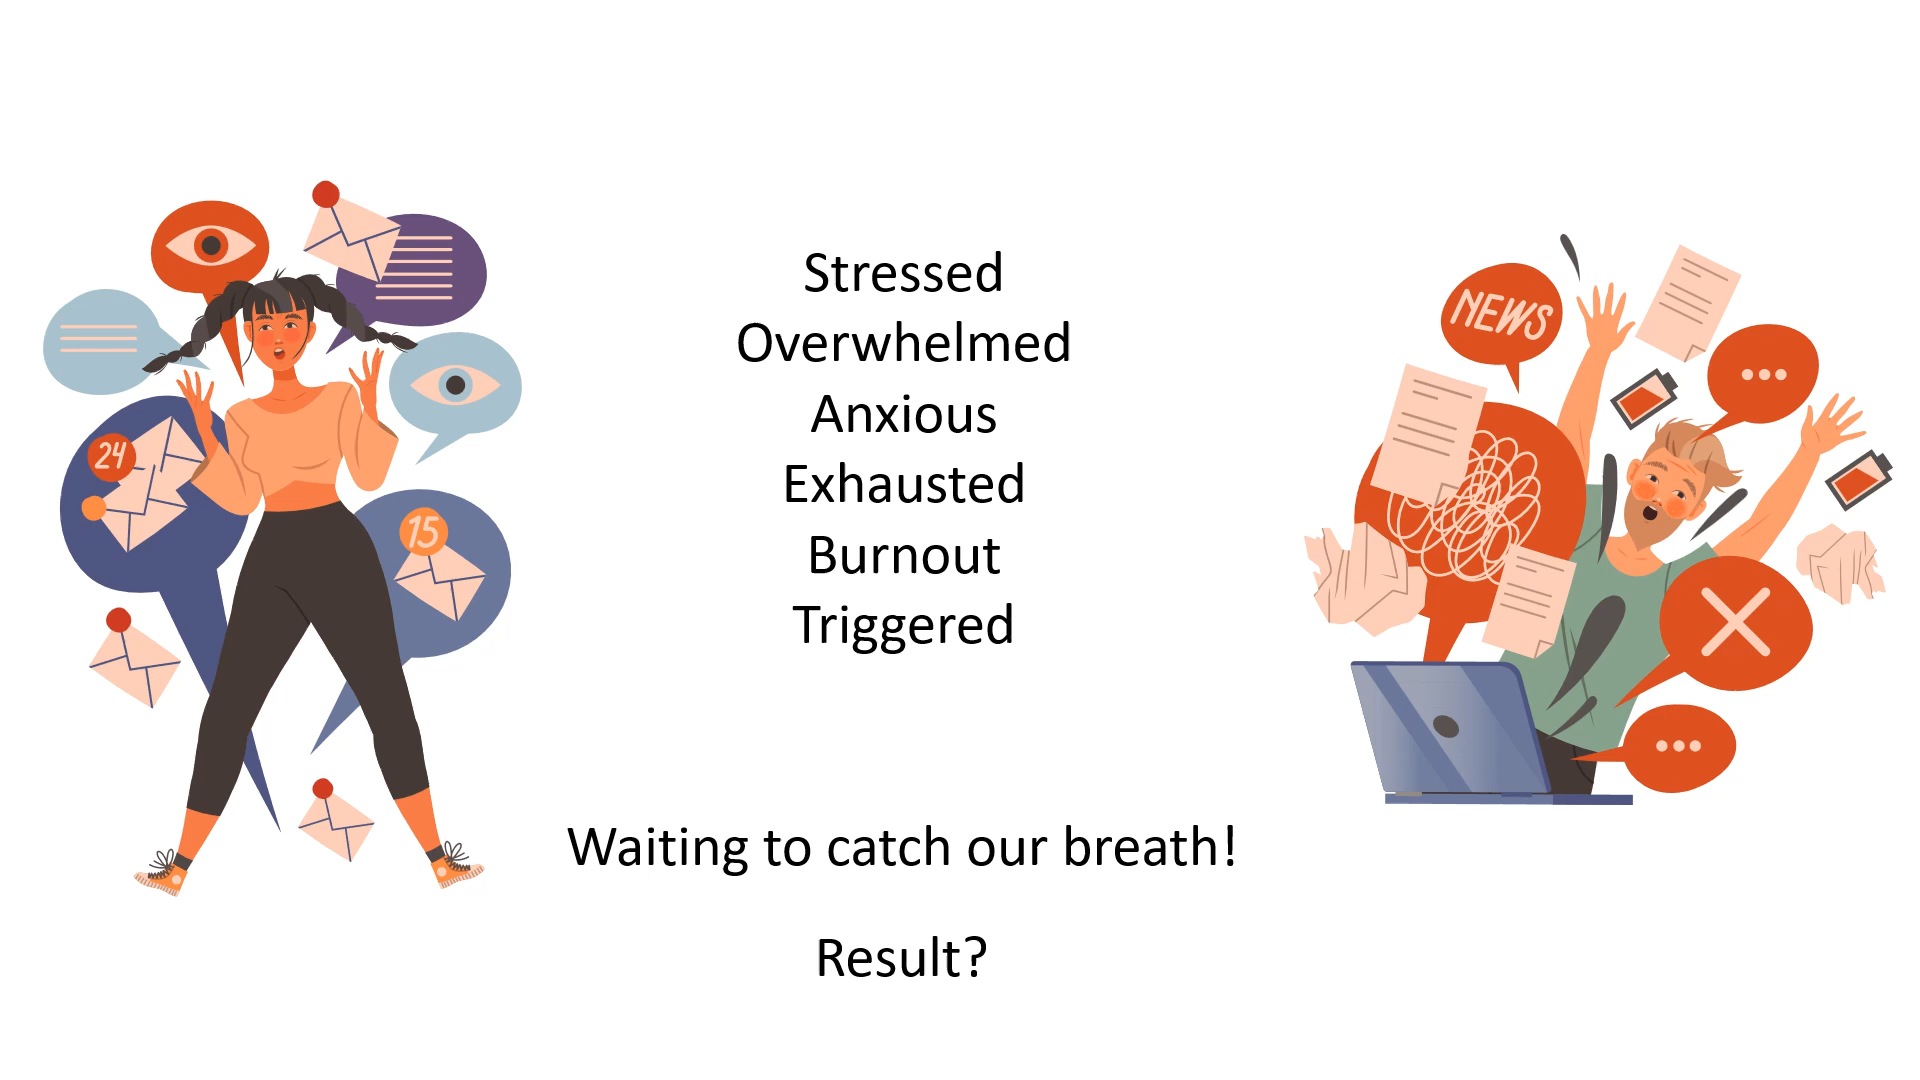 24
15
Stressed
Overwhelmed
Anxious
Exhausted
Burnout
Triggered
Waiting to catch our breath!
Result?
NEWS